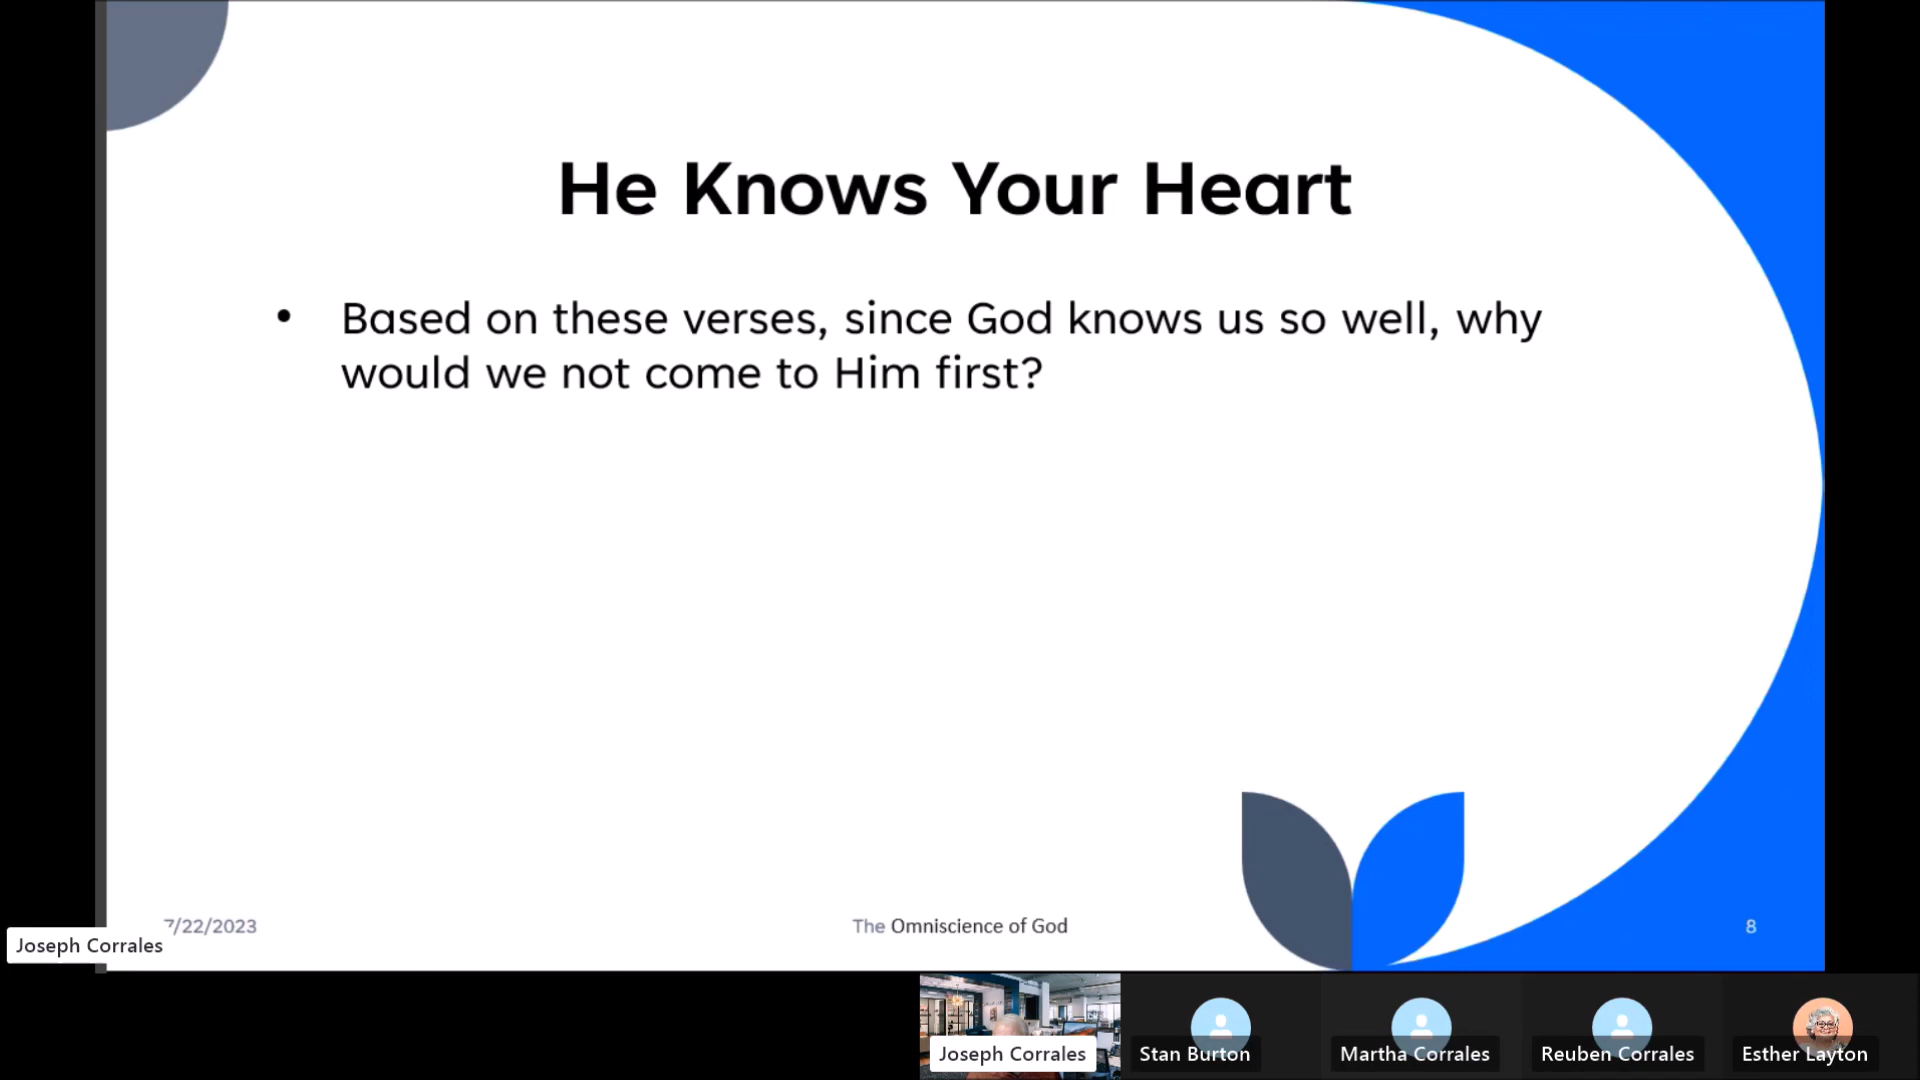 He Knows Your Heart
• Based on these verses, since God knows us so well, why
would we not come to Him first?
7/22/2023
The Omniscience of God
8
Joseph Corrales
Joseph Corrales
Stan Burton
Martha Corrales
Reuben Corrales
Esther Layton